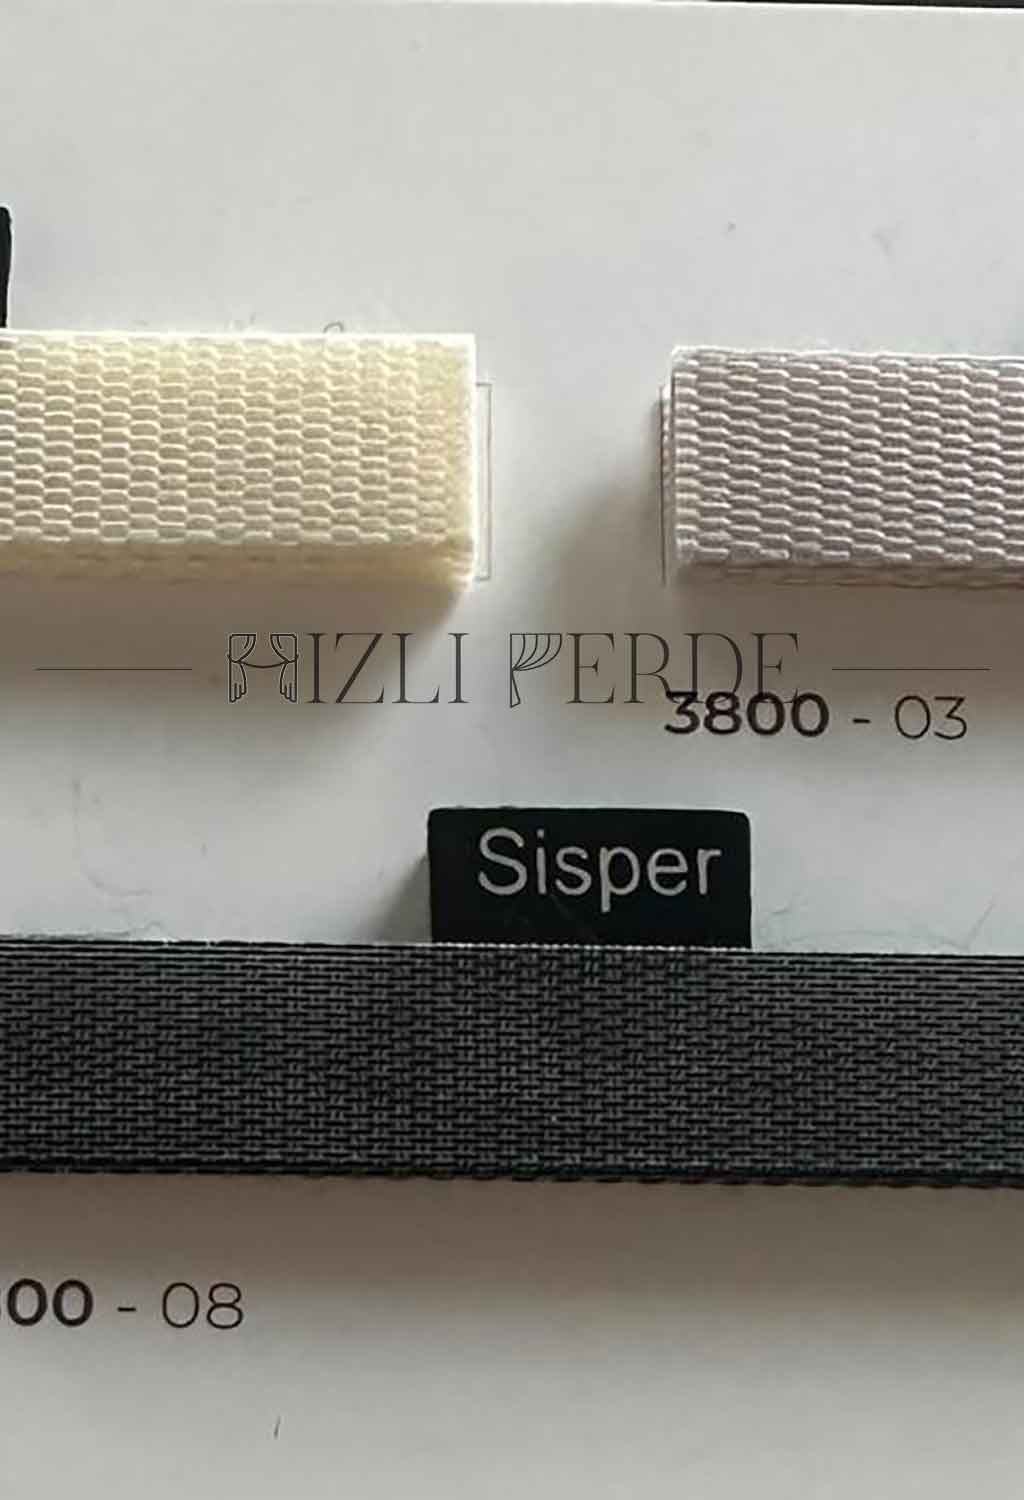 HIZLI PERDE
3800 - 03
Sisper
00 - 08